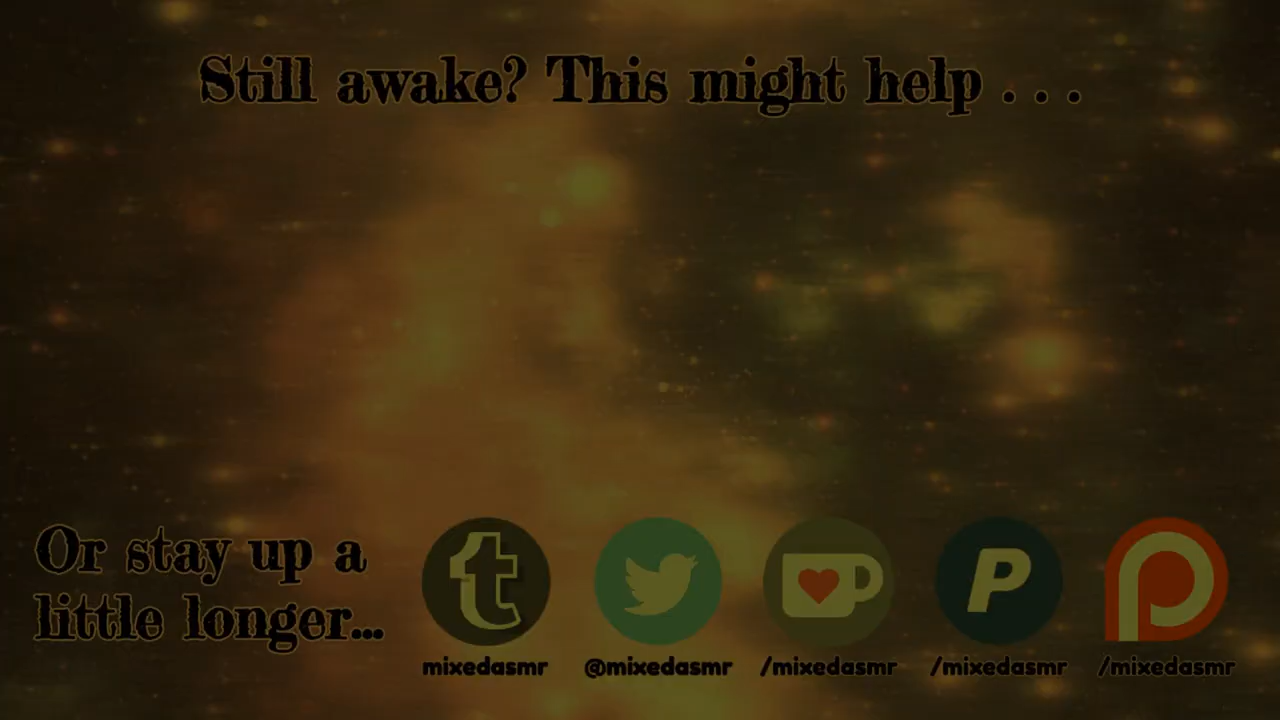 Still awake? This might help . . .
Or stay up a
little longer...
mixedasmr
@mixedasmr
/mixedasmr
/mixedasmr
/mixedasmr